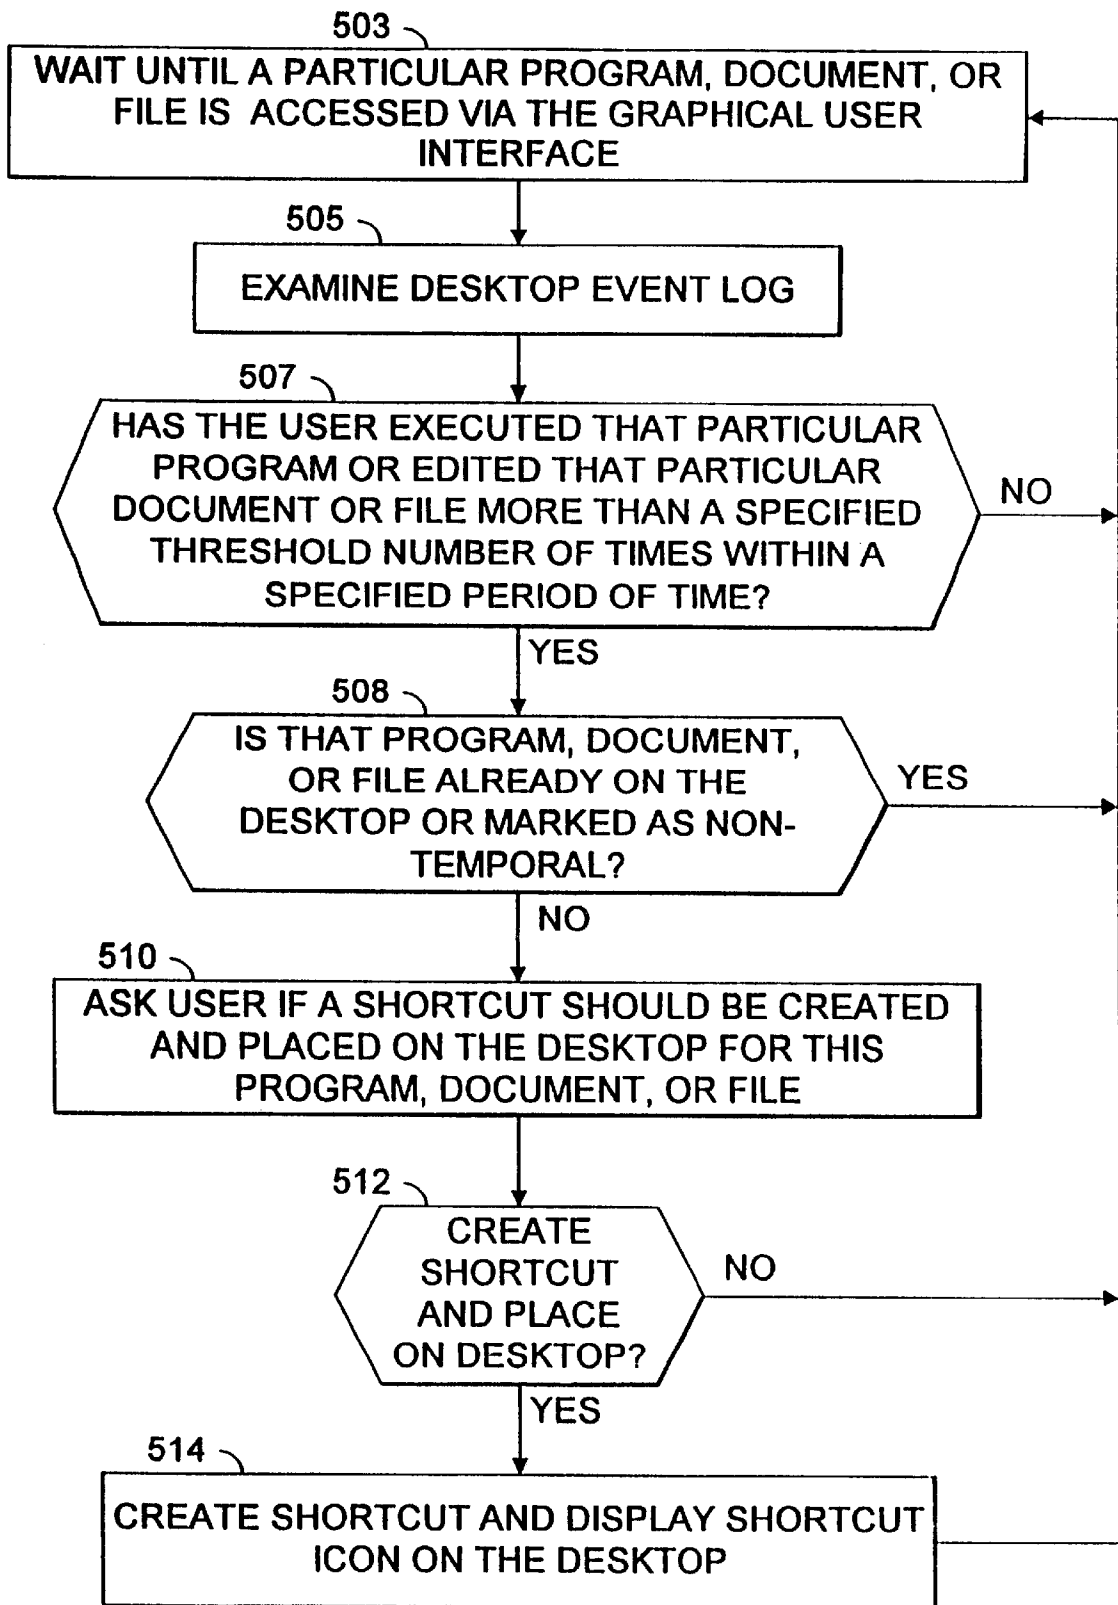 503
WAIT UNTIL A PARTICULAR PROGRAM, DOCUMENT, OR
FILE IS ACCESSED VIA THE GRAPHICAL USER
INTERFACE
505
EXAMINE DESKTOP EVENT LOG
507
HAS THE USER EXECUTED THAT PARTICULAR
PROGRAM OR EDITED THAT PARTICULAR
DOCUMENT OR FILE MORE THAN A SPECIFIED
THRESHOLD NUMBER OF TIMES WITHIN A
SPECIFIED PERIOD OF TIME?
NO
YES
508
IS THAT PROGRAM, DOCUMENT,
OR FILE ALREADY ON THE
DESKTOP OR MARKED AS NON-
TEMPORAL?
YES
NO
510
ASK USER IF A SHORTCUT SHOULD BE CREATED
AND PLACED ON THE DESKTOP FOR THIS
PROGRAM, DOCUMENT, OR FILE
512
CREATE
SHORTCUT
AND PLACE
ON DESKTOP?
NO
YES
514
CREATE SHORTCUT AND DISPLAY SHORTCUT
ICON ON THE DESKTOP